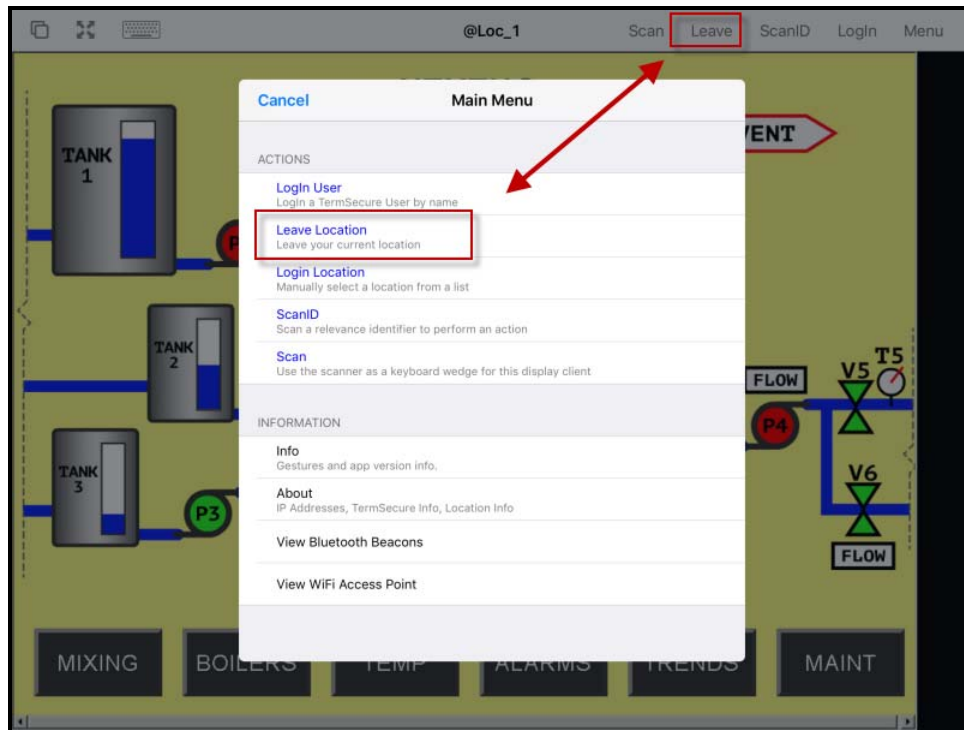 @Loc_1 Scan Leave ScanID LogIn Menu
Cancel Main Menu
ACTIONS
LogIn User
LogIn a TermSecure User by name
Leave Location
Leave your current location
Login Location
Manually select a location from a list
ScanID
Scan a relevance identifier to perform an action
Scan
Use the scanner as a keyboard wedge for this display client
INFORMATION
Info
Gestures and app version info.
About
IP Addresses, TermSecure Info, Location Info
View Bluetooth Beacons
View WiFi Access Point
TANK
1
TANK
2
TANK
3
P3
FLOW
P4
V5
T5
V6
FLOW
MIXING BOILERS TEMP ALARMS TRENDS MAINT